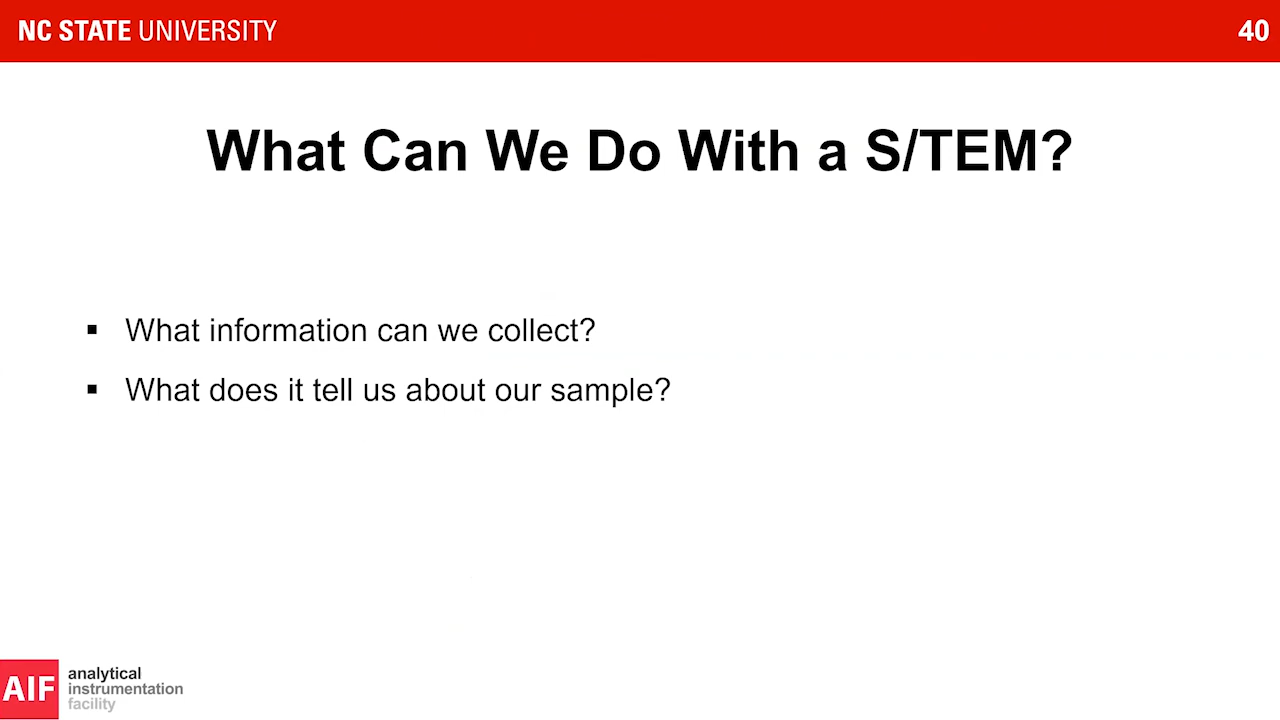 NC STATE UNIVERSITY
40
What Can We Do With a S/TEM?
▪ What information can we collect?
▪ What does it tell us about our sample?
AIF
analytical
instrumentation
facility